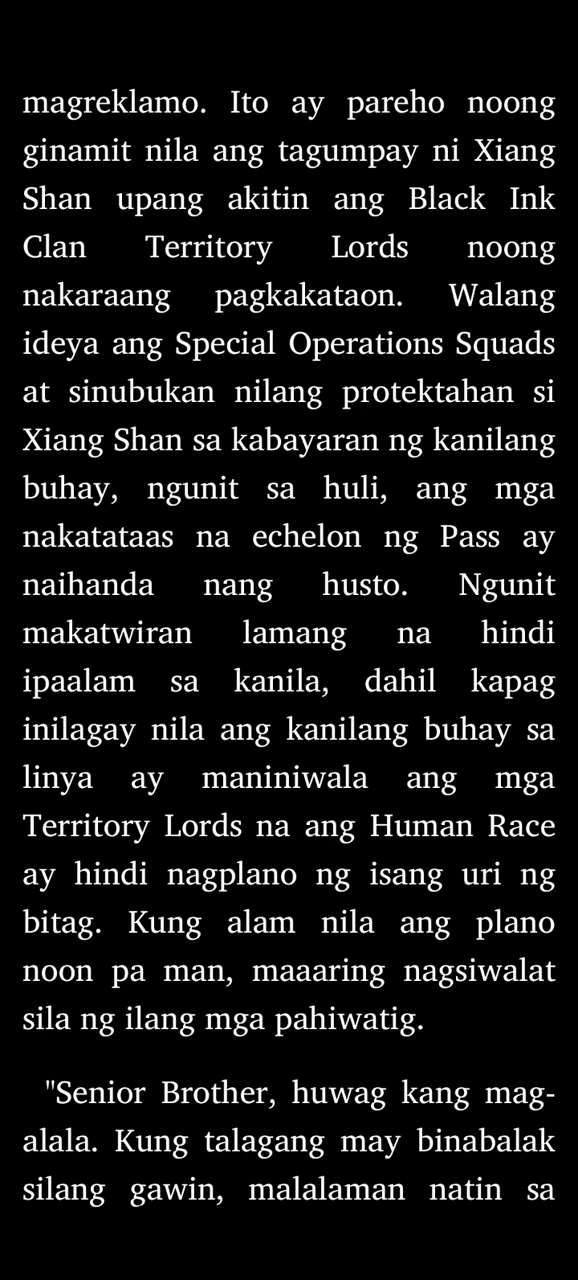 magreklamo. Ito ay pareho noong
ginamit nila ang tagumpay ni Xiang
Shan upang akitin ang Black Ink
Clan Territory Lords noong
nakaraang pagkakataon. Walang
ideya ang Special Operations Squads
at sinubukan nilang protektahan si
Xiang Shan sa kabayaran ng kanilang
buhay, ngunit sa huli, ang mga
nakatataas na echelon ng Pass ay
naihanda nang husto. Ngunit
makatwiran lamang na hindi
ipaalam sa kanila, dahil kapag
inilagay nila ang kanilang buhay sa
linya ay maniniwala ang mga
Territory Lords na ang Human Race
ay hindi nagplano ng isang uri ng
bitag. Kung alam nila ang plano
noon pa man, maaaring nagsiwalat
sila ng ilang mga pahiwatig.
"Senior Brother, huwag kang mag-
alala. Kung talagang may binabalak
silang gawin, malalaman natin sa